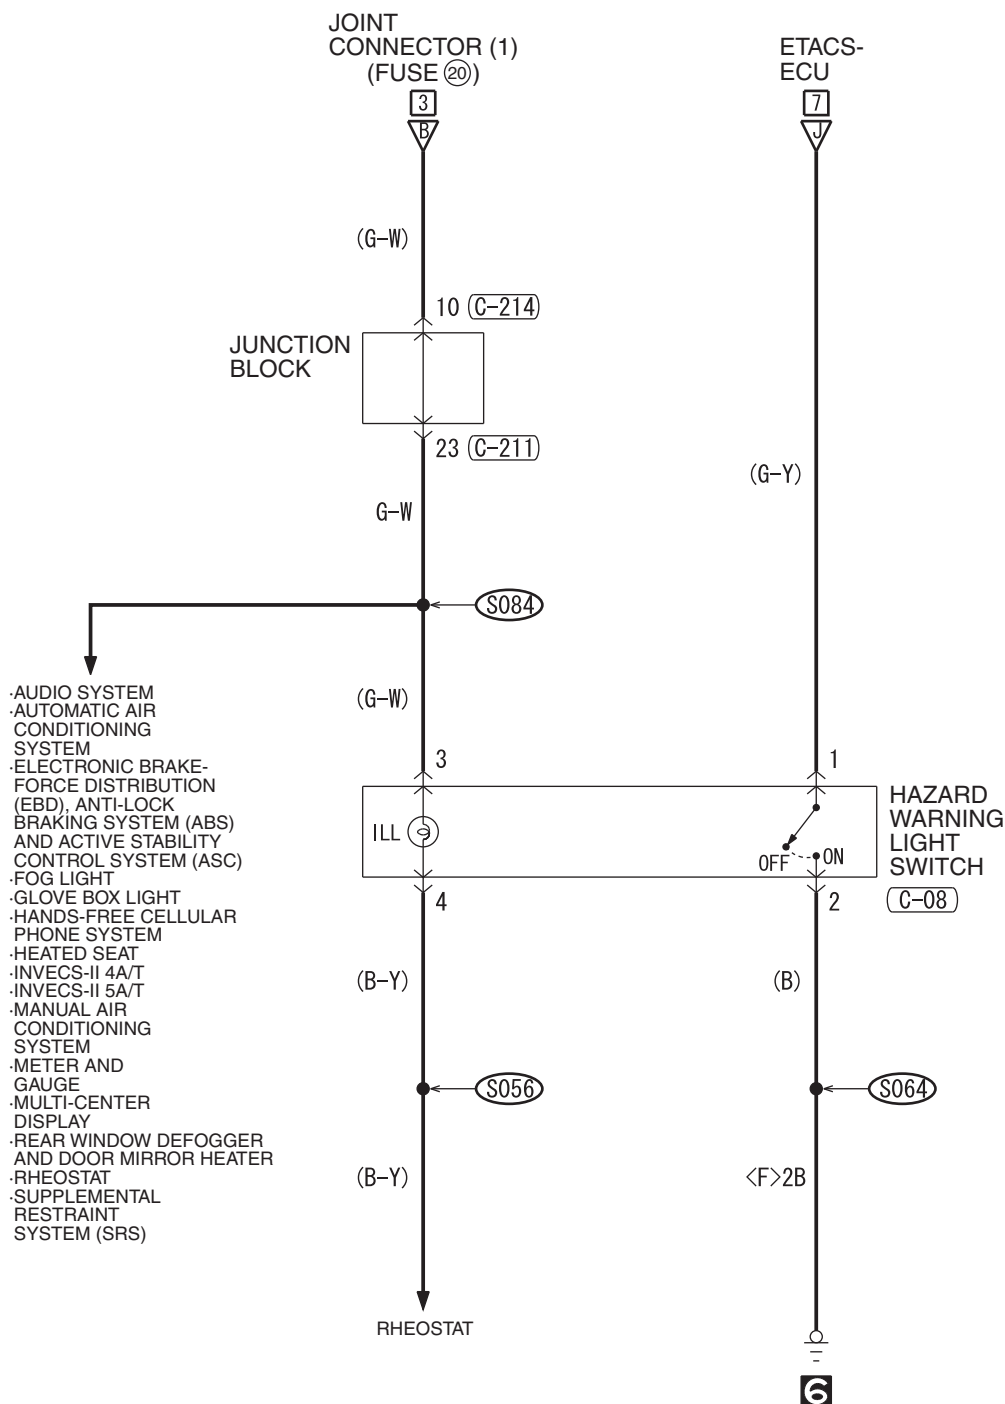 JOINT
CONNECTOR (1)
(FUSE ⑳)
3
B
ETACS-
ECU
7
J
(G-W)
10 C-214
JUNCTION
BLOCK
23 C-211
G-W
(G-Y)
S084
(G-W)
·AUDIO SYSTEM
·AUTOMATIC AIR
CONDITIONING
SYSTEM
·ELECTRONIC BRAKE-
FORCE DISTRIBUTION
(EBD), ANTI-LOCK
BRAKING SYSTEM (ABS)
AND ACTIVE STABILITY
CONTROL SYSTEM (ASC)
·FOG LIGHT
·GLOVE BOX LIGHT
·HANDS-FREE CELLULAR
PHONE SYSTEM
·HEATED SEAT
·INVECS-II 4A/T
·INVECS-II 5A/T
·MANUAL AIR
CONDITIONING
SYSTEM
·METER AND
GAUGE
·MULTI-CENTER
DISPLAY
·REAR WINDOW DEFOGGER
AND DOOR MIRROR HEATER
·RHEOSTAT
·SUPPLEMENTAL
RESTRAINT
SYSTEM (SRS)
3
1
ILL
OFF ON
HAZARD
WARNING
LIGHT
SWITCH
C-08
4
2
(B-Y)
(B)
S056
S064
(B-Y)
<F>2B
RHEOSTAT
6